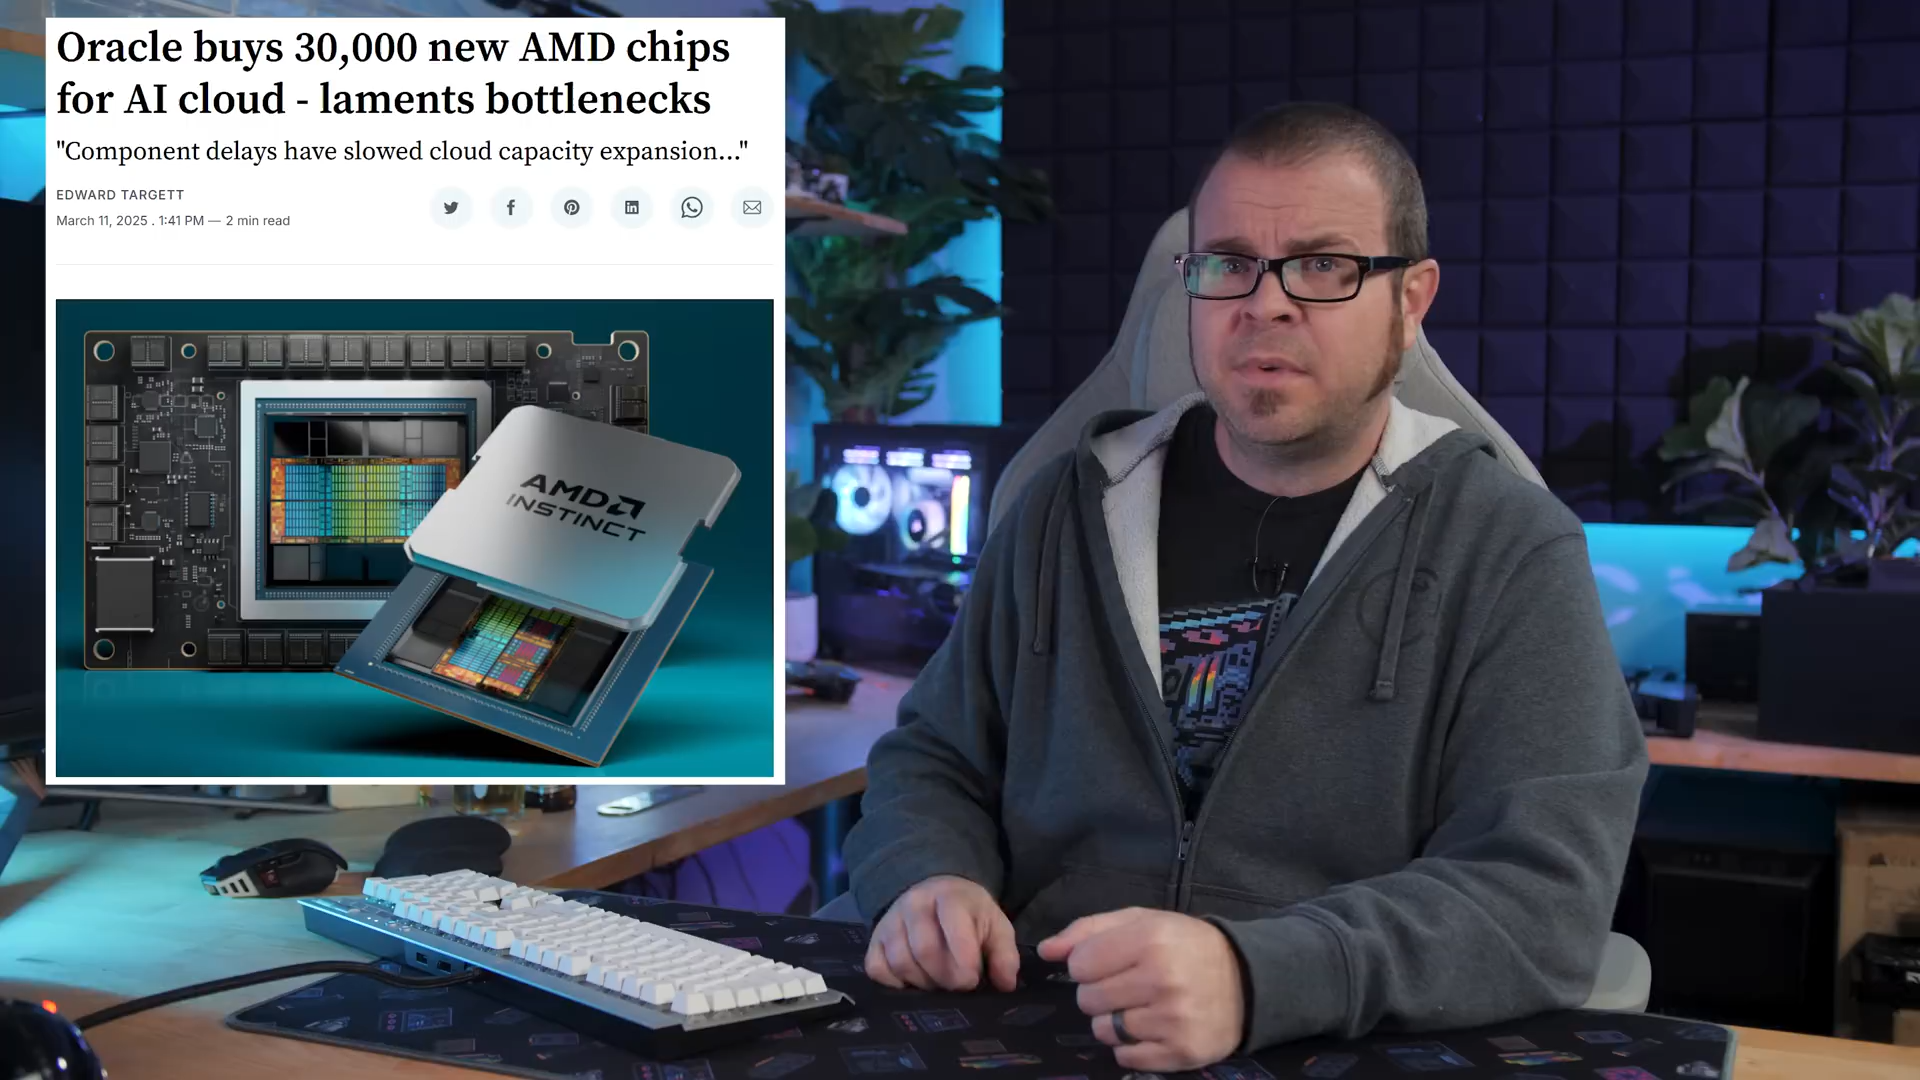 Oracle buys 30,000 new AMD chips
for AI cloud - laments bottlenecks
"Component delays have slowed cloud capacity expansion..."
EDWARD TARGETT
March 11, 2025 . 1:41 PM — 2 min read
AMD
INSTINCT